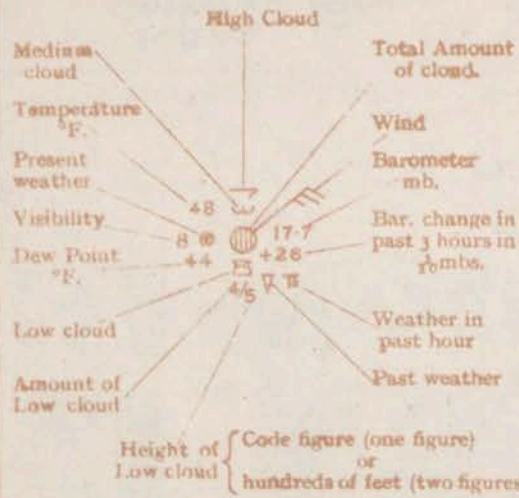 High Cloud
Medium
cloud
Total Amount
of cloud.
Temperature
°F.
Wind
Present
weather
Barometer
mb.
48
Visibility
8
17·7
Bar. change in
past 3 hours in
1/10 mbs.
Dew Point
°F.
44
+26
4/5
Low cloud
Weather in
past hour
Amount of
Low cloud
Past weather
Height of
Low cloud
Code figure (one figure)
or
hundreds of feet (two figures